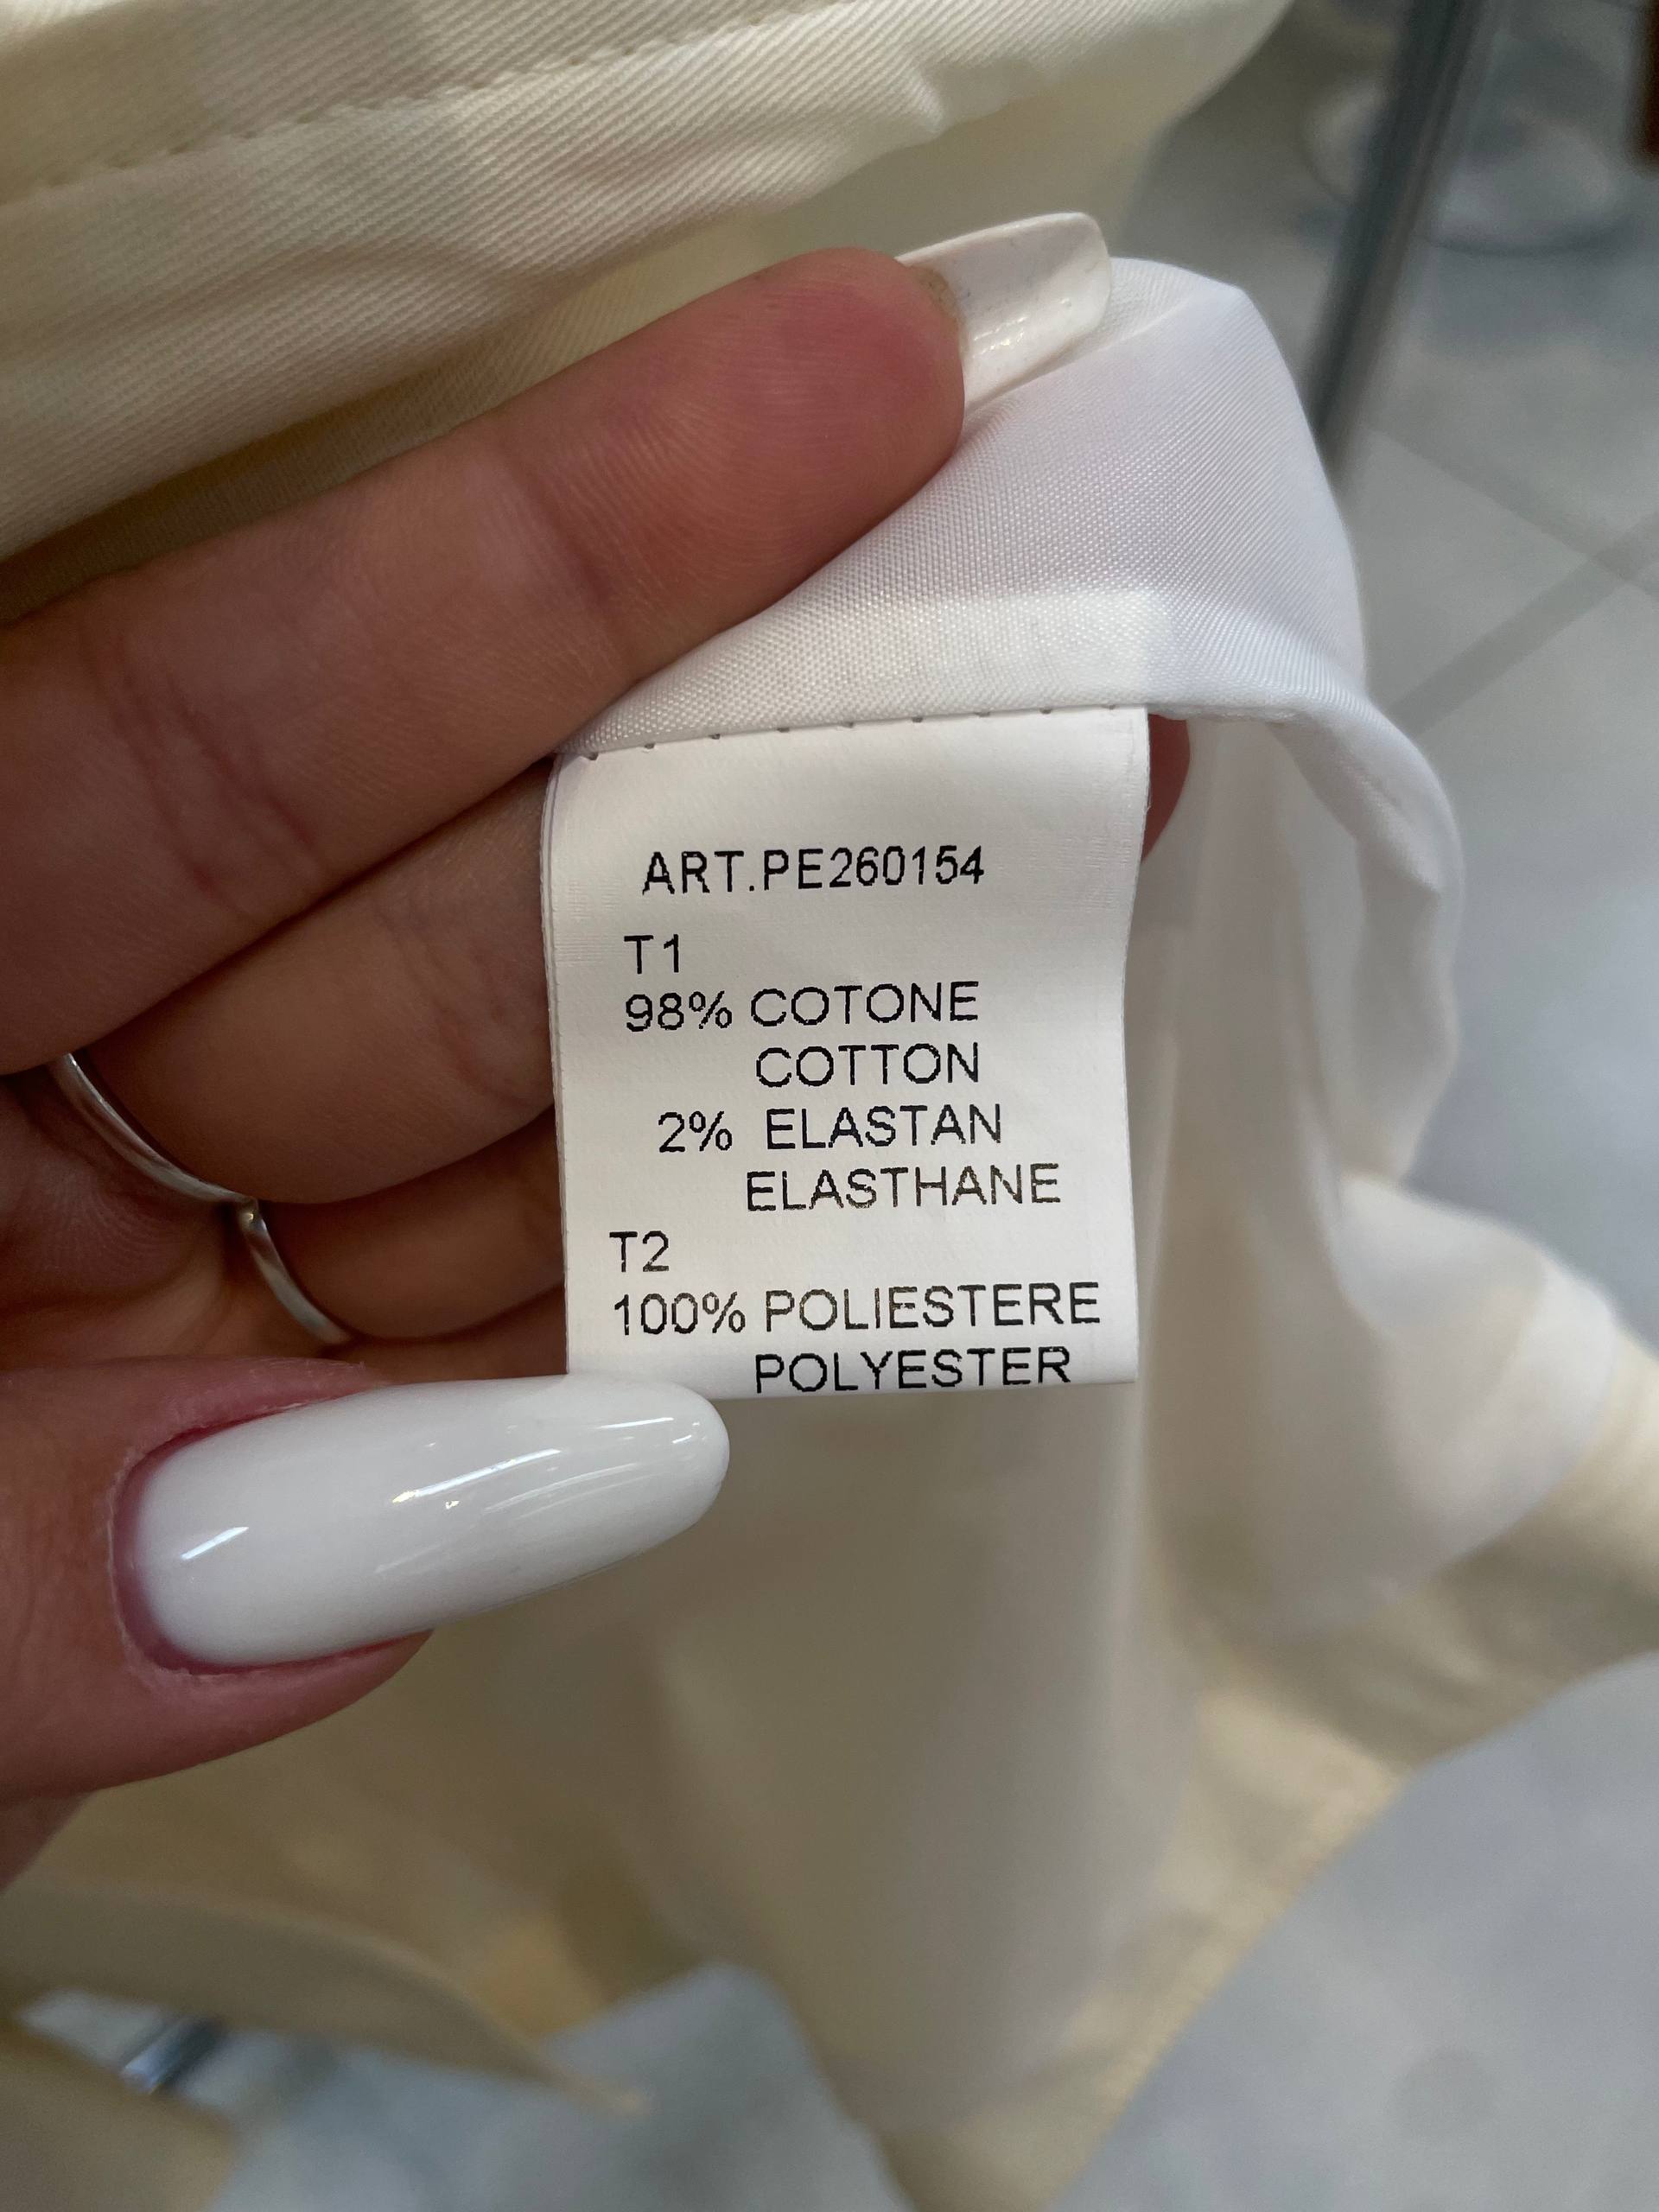 ART.PE260154
T1
98% COTONE
COTTON
2% ELASTAN
ELASTHANE
T2
100% POLIESTERE
POLYESTER